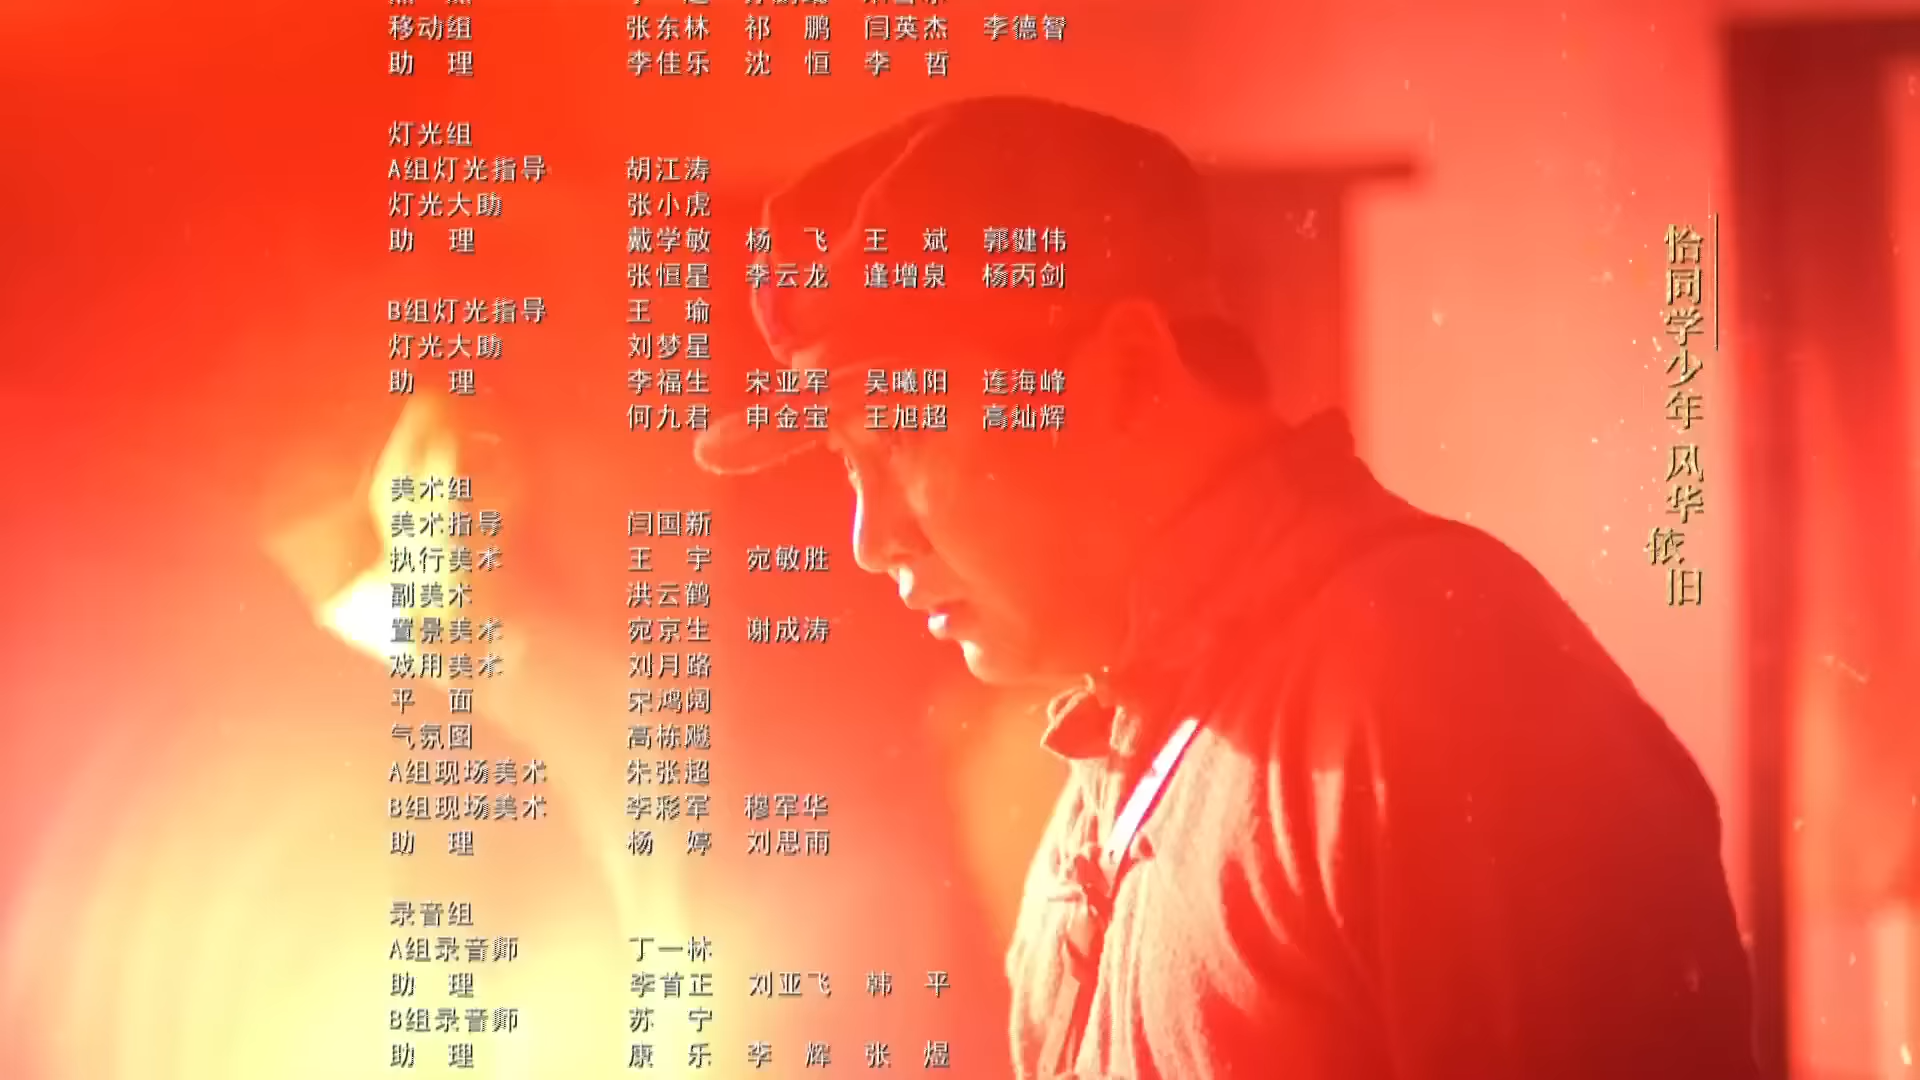 移动组 张东林 祁鹏 闫英杰 李德智
助理 李佳乐 沈恒 李哲
灯光组
A组灯光指导 胡江涛
灯光大助 张小虎
助理 戴学敏 杨飞 王斌 郭健伟
张恒星 李云龙 逄增泉 杨丙剑
B组灯光指导 王瑜
灯光大助 刘梦星
助理 李福生 宋亚军 吴曦阳 连海峰
何九君 申金宝 王旭超 高灿辉
美术组
美术指导 闫国新
执行美术 王宇 宛敏胜
副美术 洪云鹤
置景美术 宛京生 谢成涛
戏用美术 刘月路
平面 宋鸿阔
气氛图 高栋飚
A组现场美术 朱张超
B组现场美术 李彩军 穆军华
助理 杨婷 刘思雨
录音组
A组录音师 丁一林
助理 李首正 刘亚飞 韩平
B组录音师 苏宁
助理 康乐 李辉 张煜
恰同学少年 风华依旧